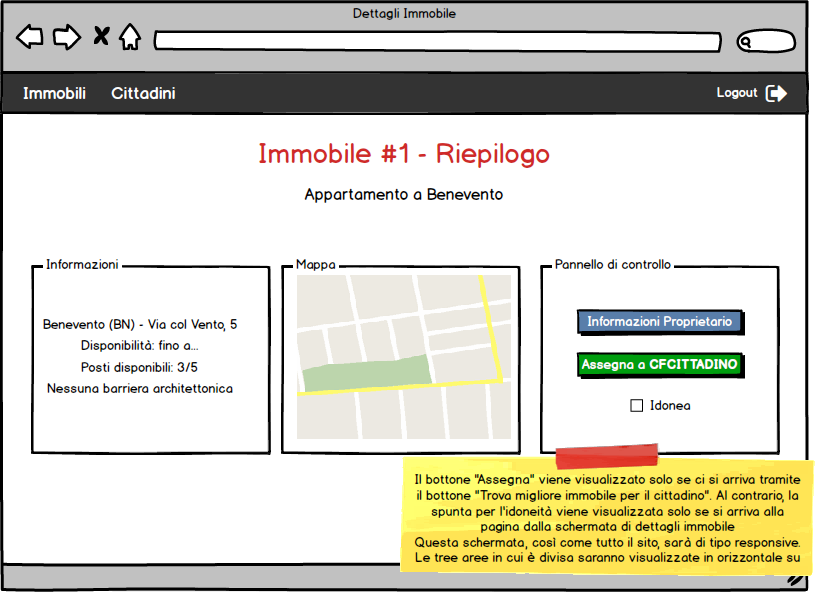 Dettagli Immobile
Immobili
Cittadini
Logout
Immobile #1 - Riepilogo
Appartamento a Benevento
Informazioni
Benevento (BN) - Via col Vento, 5
Disponibilità: fino a...
Posti disponibili: 3/5
Nessuna barriera architettonica
Mappa
Pannello di controllo
Informazioni Proprietario
Assegna a CFCITTADINO
Idonea
Il bottone "Assegna" viene visualizzato solo se ci si arriva tramite
il bottone "Trova migliore immobile per il cittadino". Al contrario, la
spunta per l'idoneità viene visualizzata solo se si arriva alla
pagina dalla schermata di dettagli immobile
Questa schermata, così come tutto il sito, sarà di tipo responsive.
Le tree aree in cui è divisa saranno visualizzate in orizzontale su